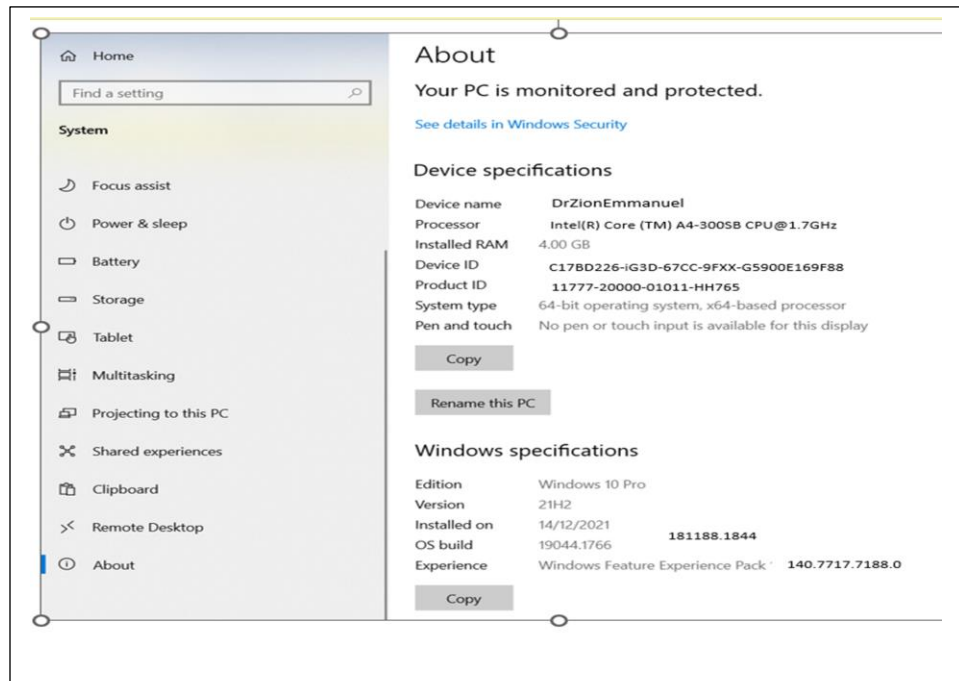 Home
Find a setting
System
Focus assist
Power & sleep
Battery
Storage
Tablet
Multitasking
Projecting to this PC
Shared experiences
Clipboard
Remote Desktop
About
About
Your PC is monitored and protected.
See details in Windows Security
Device specifications
Device name DrZionEmmanuel
Processor Intel(R) Core (TM) A4-300SB CPU@1.7GHz
Installed RAM 4.00 GB
Device ID C17BD226-iG3D-67CC-9FXX-G5900E169F88
Product ID 11777-20000-01011-HH765
System type 64-bit operating system, x64-based processor
Pen and touch No pen or touch input is available for this display
Copy
Rename this PC
Windows specifications
Edition Windows 10 Pro
Version 21H2
Installed on 14/12/2021
181188.1844
OS build 19044.1766
Experience Windows Feature Experience Pack 140.7717.7188.0
Copy